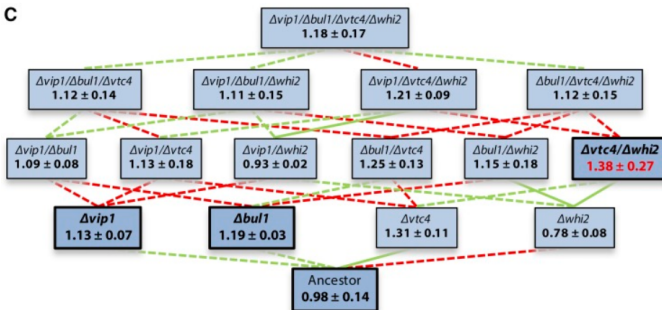 C
Δvip1/Δbul1/Δvtc4/Δwhi2
1.18 ± 0.17
Δvip1/Δbul1/Δvtc4
1.12 ± 0.14
Δvip1/Δbul1/Δwhi2
1.11 ± 0.15
Δvip1/Δvtc4/Δwhi2
1.21 ± 0.09
Δbul1/Δvtc4/Δwhi2
1.12 ± 0.15
Δvip1/Δbul1
1.09 ± 0.08
Δvip1/Δvtc4
1.13 ± 0.18
Δvip1/Δwhi2
0.93 ± 0.02
Δbul1/Δvtc4
1.25 ± 0.13
Δbul1/Δwhi2
1.15 ± 0.18
Δvtc4/Δwhi2
1.38 ± 0.27
Δvip1
1.13 ± 0.07
Δbul1
1.19 ± 0.03
Δvtc4
1.31 ± 0.11
Δwhi2
0.78 ± 0.08
Ancestor
0.98 ± 0.14